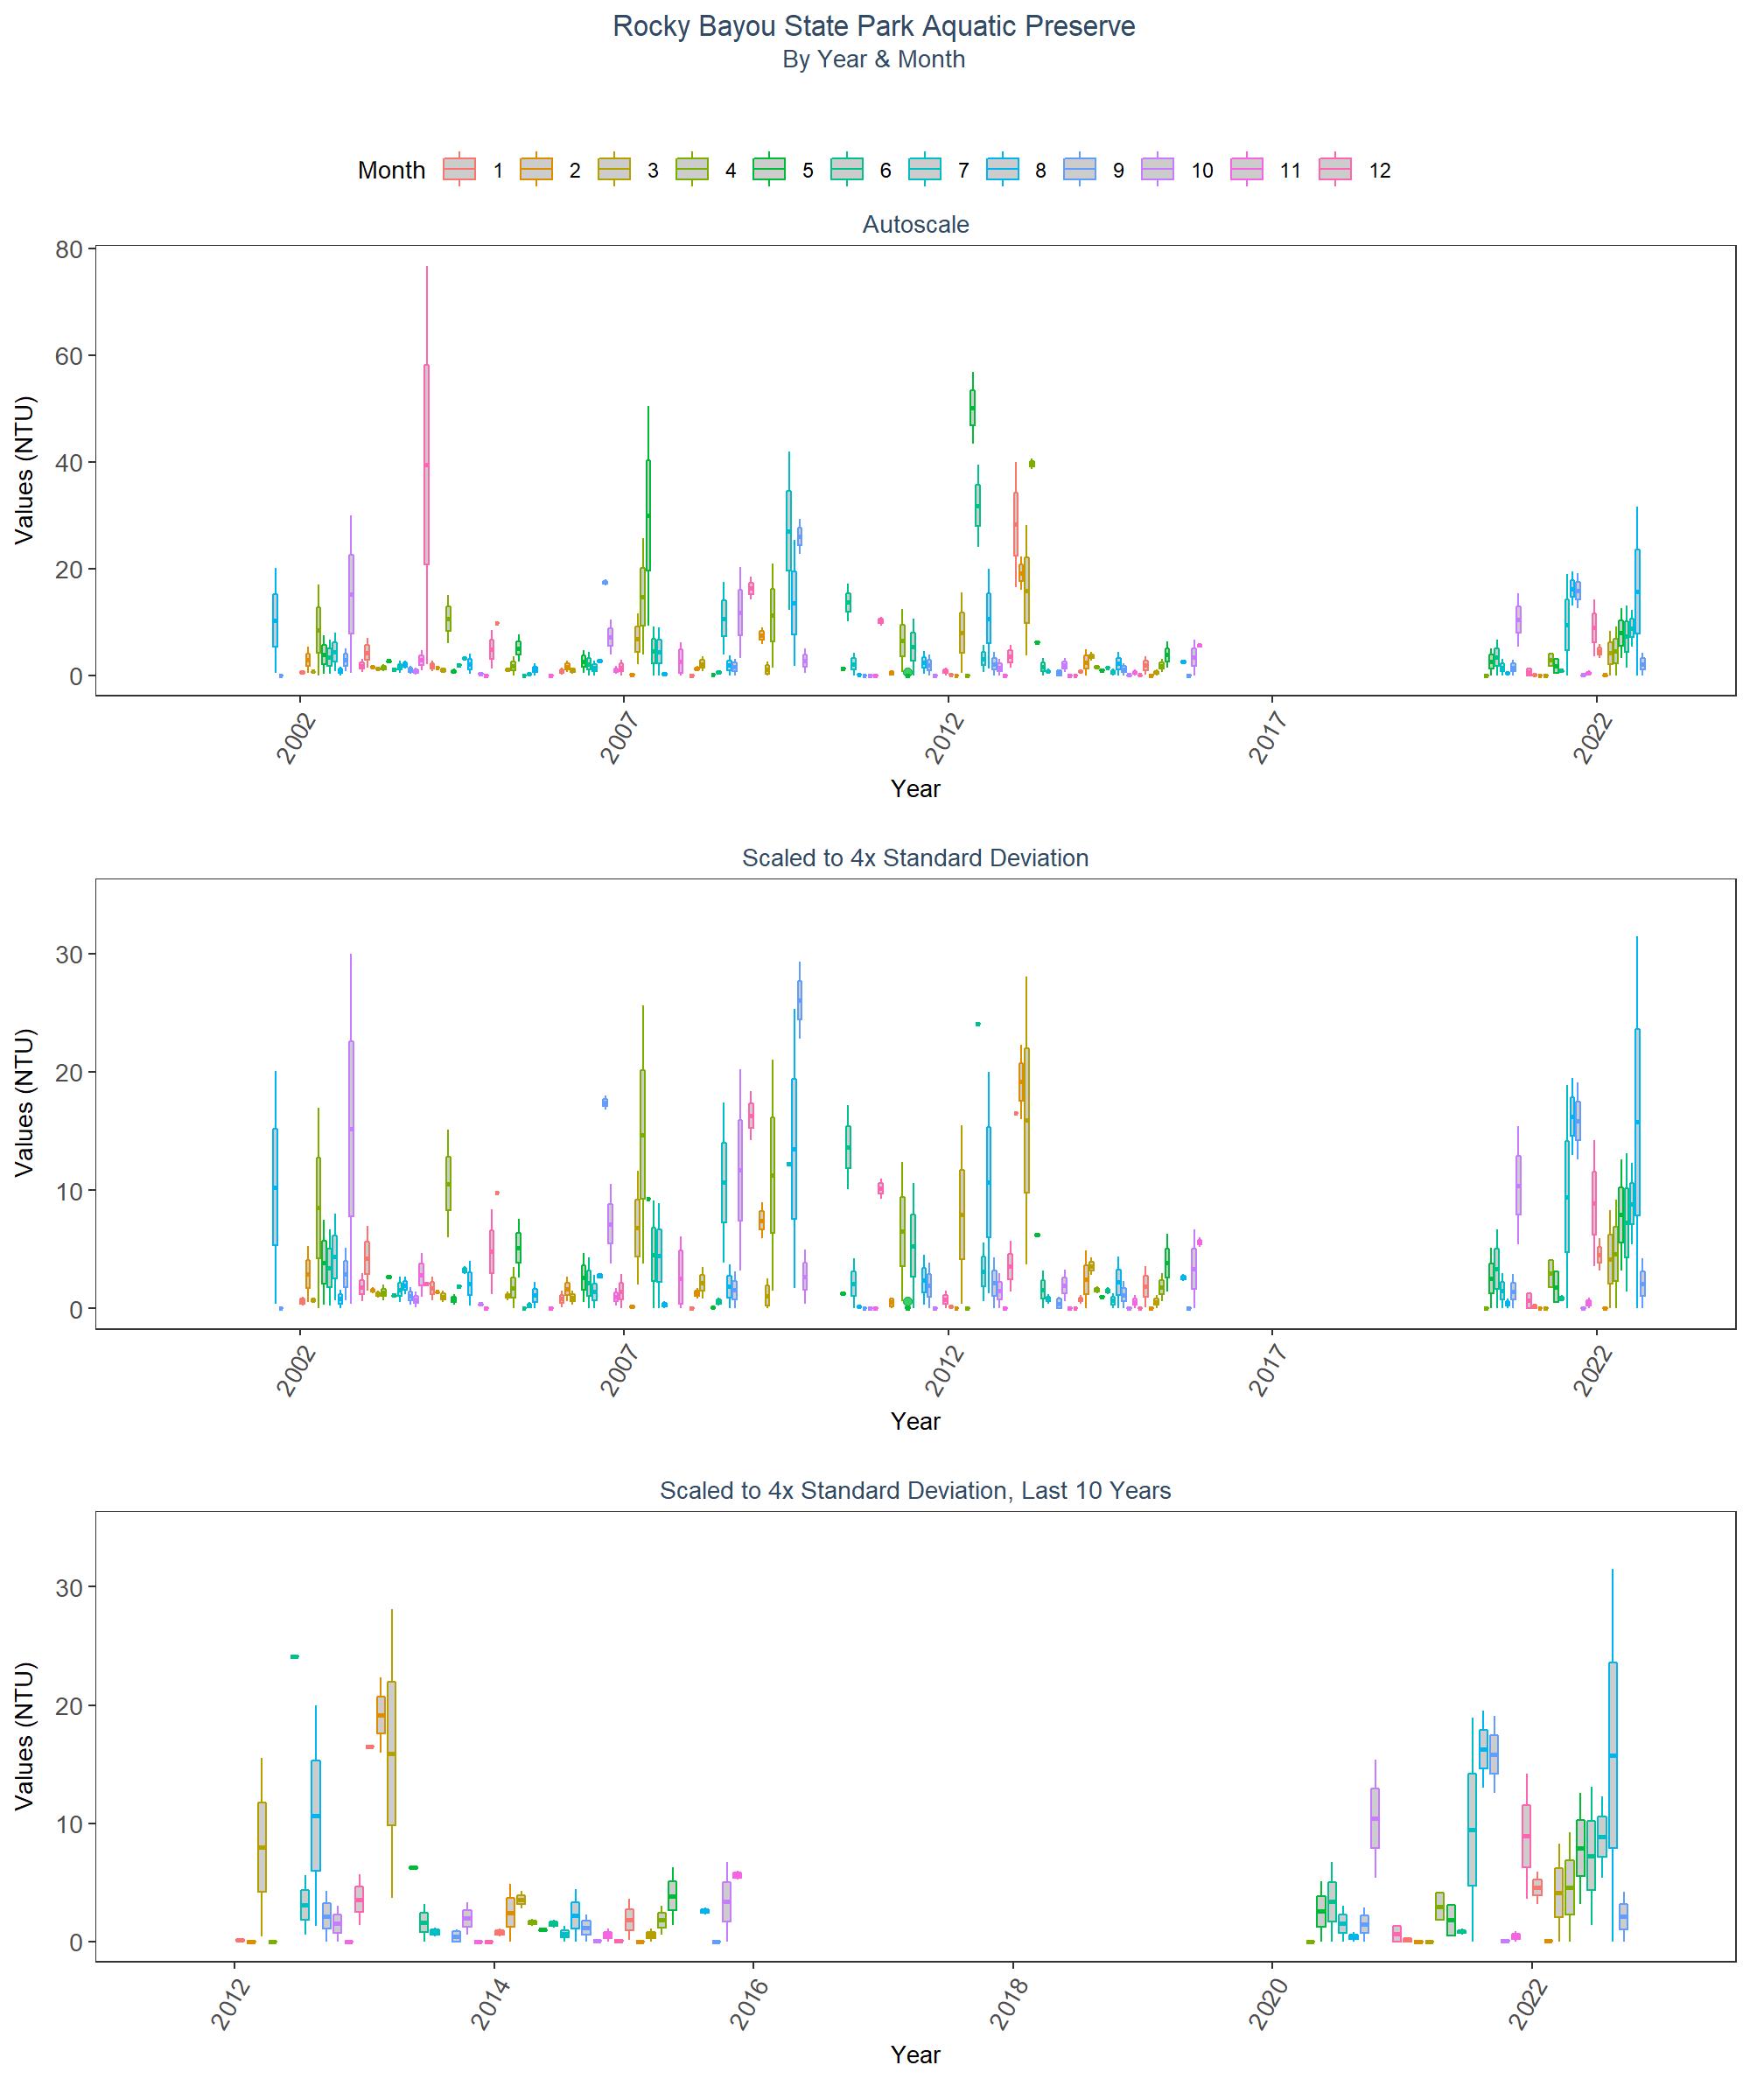 Rocky Bayou State Park Aquatic Preserve
By Year & Month
Month 1 2 3 4 5 6 7 8 9 10 11 12
Autoscale
80
60
40
20
0
Values (NTU)
2002 2007 2012 2017 2022
Year
Scaled to 4x Standard Deviation
30
20
10
0
Values (NTU)
2002 2007 2012 2017 2022
Year
Scaled to 4x Standard Deviation, Last 10 Years
30
20
10
0
Values (NTU)
2012 2014 2016 2018 2020 2022
Year